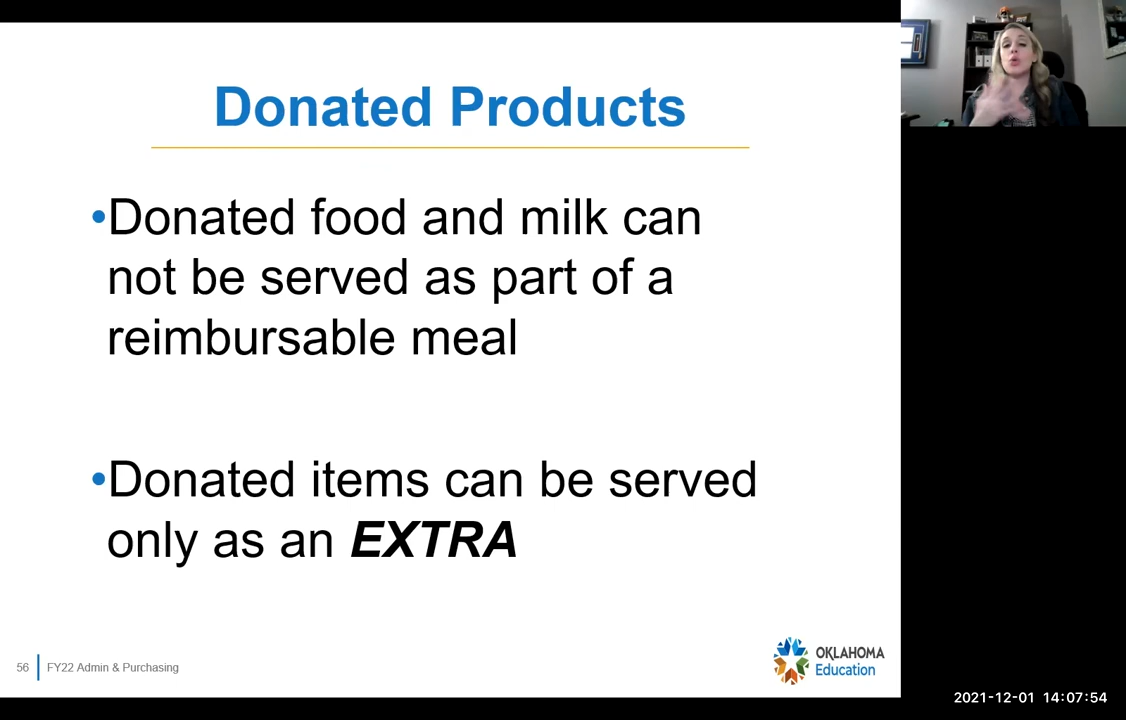 Donated Products
•Donated food and milk can
not be served as part of a
reimbursable meal
•Donated items can be served
only as an EXTRA
56 FY22 Admin & Purchasing
OKLAHOMA
Education
2021-12-01 14:07:54